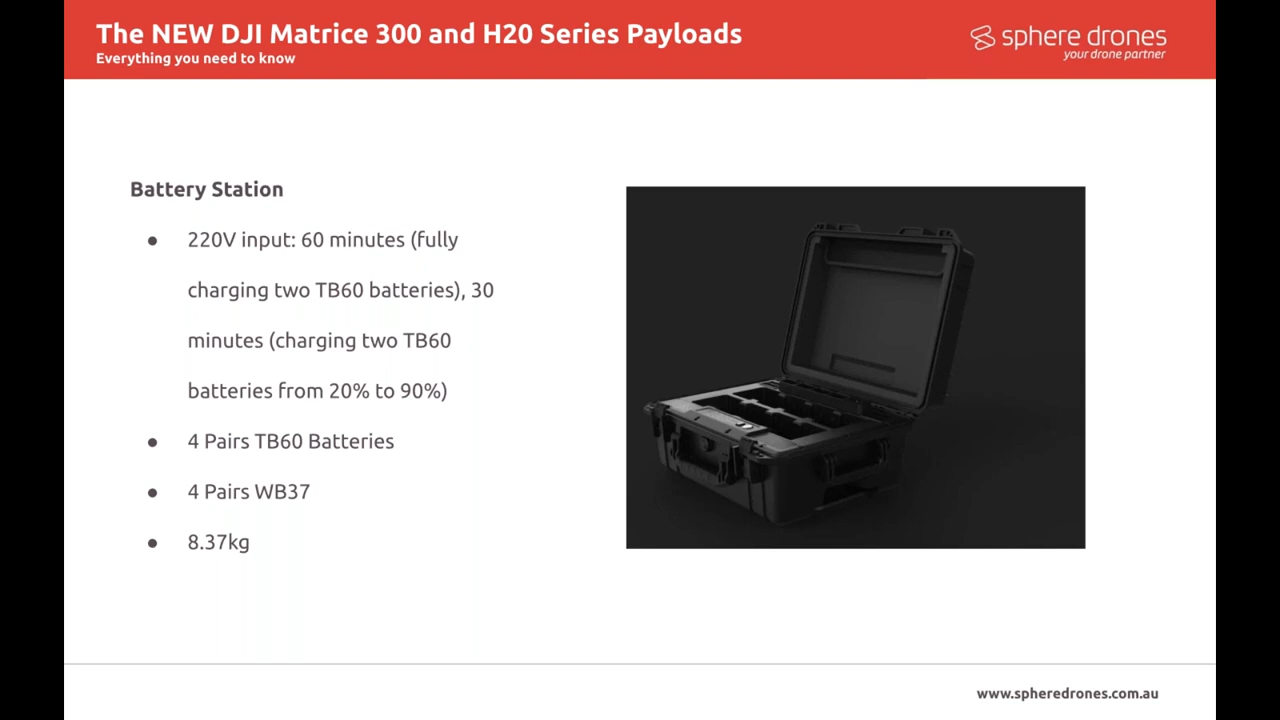 The NEW DJI Matrice 300 and H20 Series Payloads
Everything you need to know
sphere drones
your drone partner
Battery Station
● 220V input: 60 minutes (fully
charging two TB60 batteries), 30
minutes (charging two TB60
batteries from 20% to 90%)
● 4 Pairs TB60 Batteries
● 4 Pairs WB37
● 8.37kg
www.spheredrones.com.au